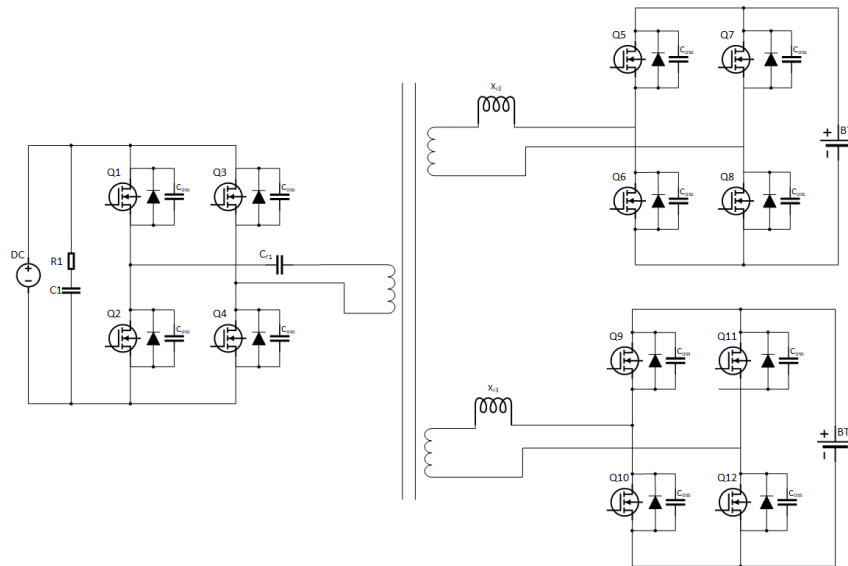 Q5
Q7
Coss
Coss
Xr2
BT
+
-
Q6
Q8
Coss
Coss
Q1
Q3
Coss
Coss
DC
+
-
R1
C1
Cr1
Q2
Q4
Coss
Coss
Q9
Q11
Coss
Coss
Xr3
BT
+
-
Q10
Q12
Coss
Coss